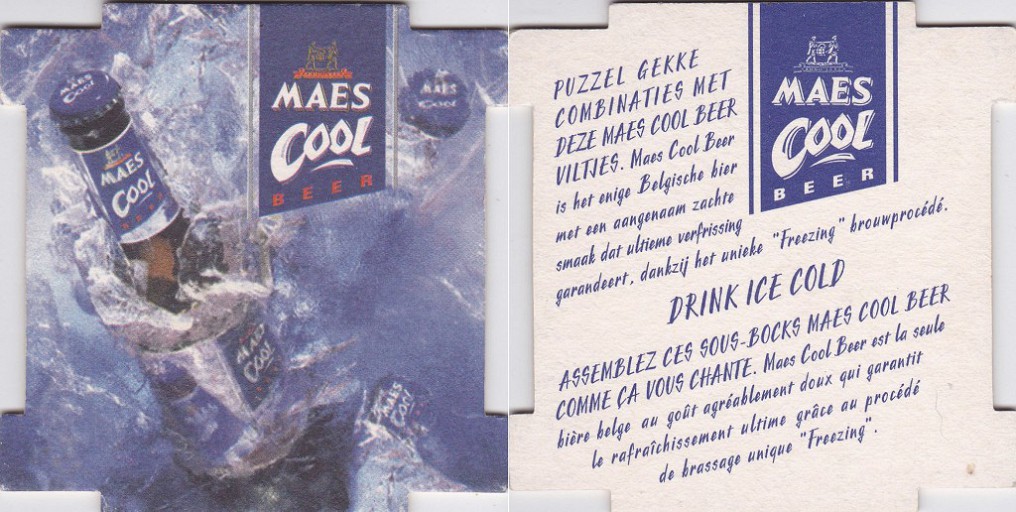 MAES
COOL
BEER
MAES
COOL
BEER
MAES
COOL
MAES
COOL
MAES
COOL
MAES
COOL
MAES
COOL
BEER
PUZZEL GEKKE
COMBINATIES MET
DEZE MAES COOL BEER
VILTJES. Maes Cool Beer
is het enige Belgische bier
met een aangenaam zachte
smaak dat ultieme verfrissing
garandeert, dankzij het unieke "Freezing" brouwprocédé.
DRINK ICE COLD
ASSEMBLEZ CES SOUS-BOCKS MAES COOL BEER
COMME CA VOUS CHANTE. Maes Cool Beer est la seule
bière belge au goût agréablement doux qui garantit
le rafraîchissement ultime grâce au procédé
de brassage unique "Freezing".